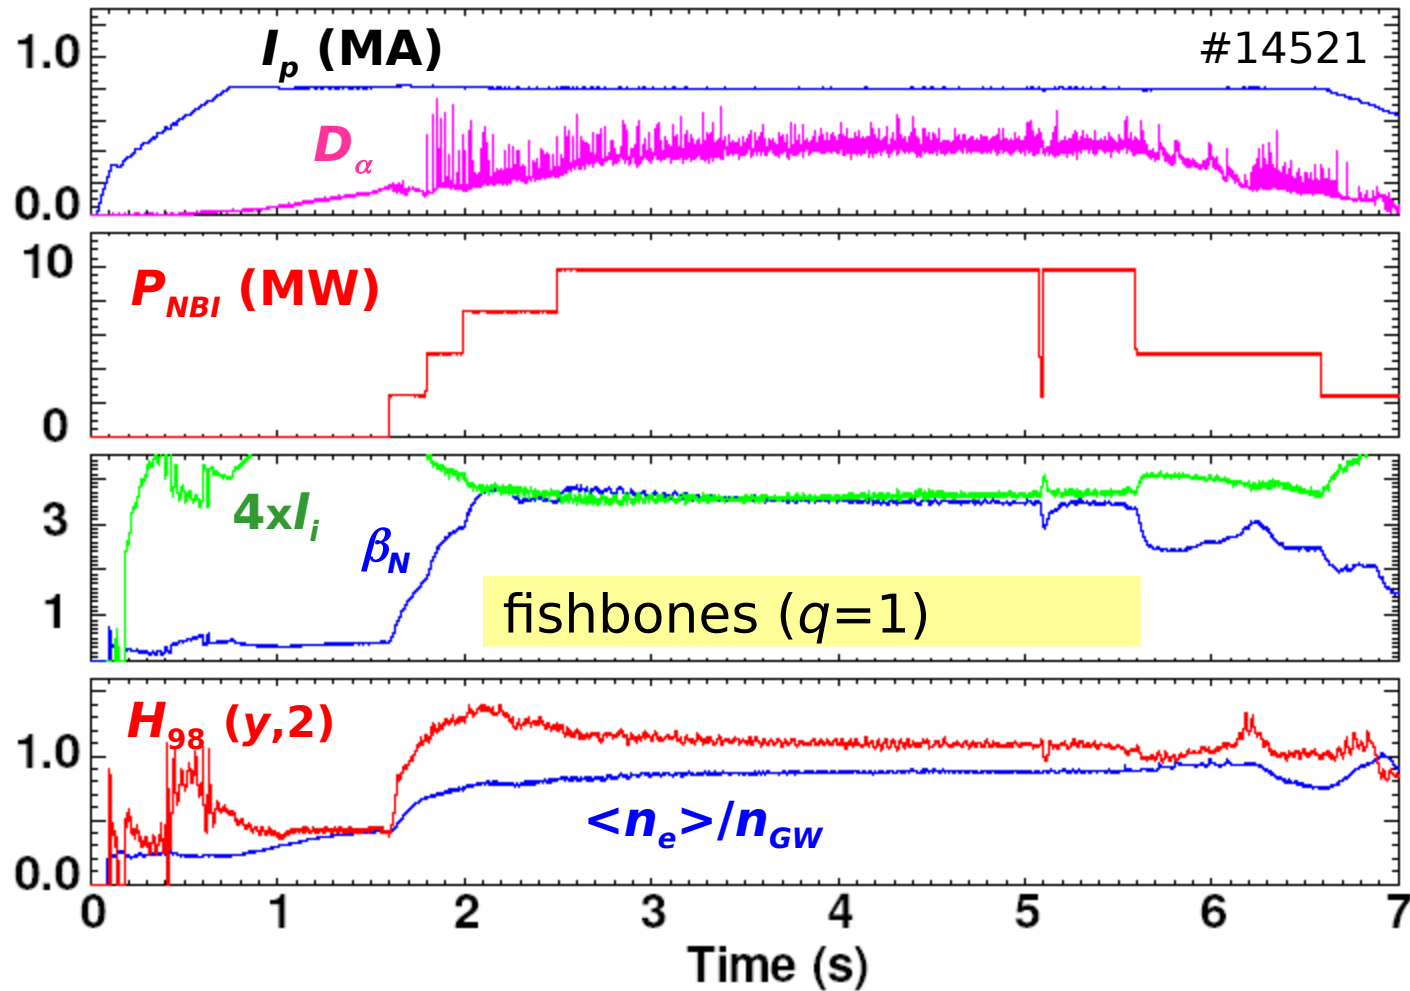 1.0
I_p (MA)
#14521
D_α
0.0
10
P_NBI (MW)
0
3
4xl_i
β_N
1
fishbones (q=1)
H_98 (y,2)
1.0
<n_e>/n_GW
0.0
0 1 2 3 4 5 6 7
Time (s)